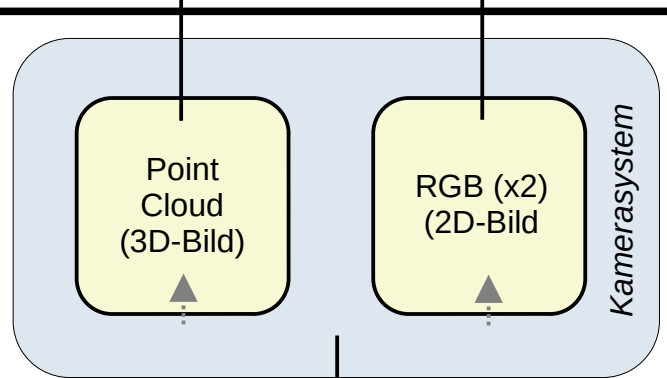 Point
Cloud
(3D-Bild)
RGB (x2)
(2D-Bild
Kamerasystem